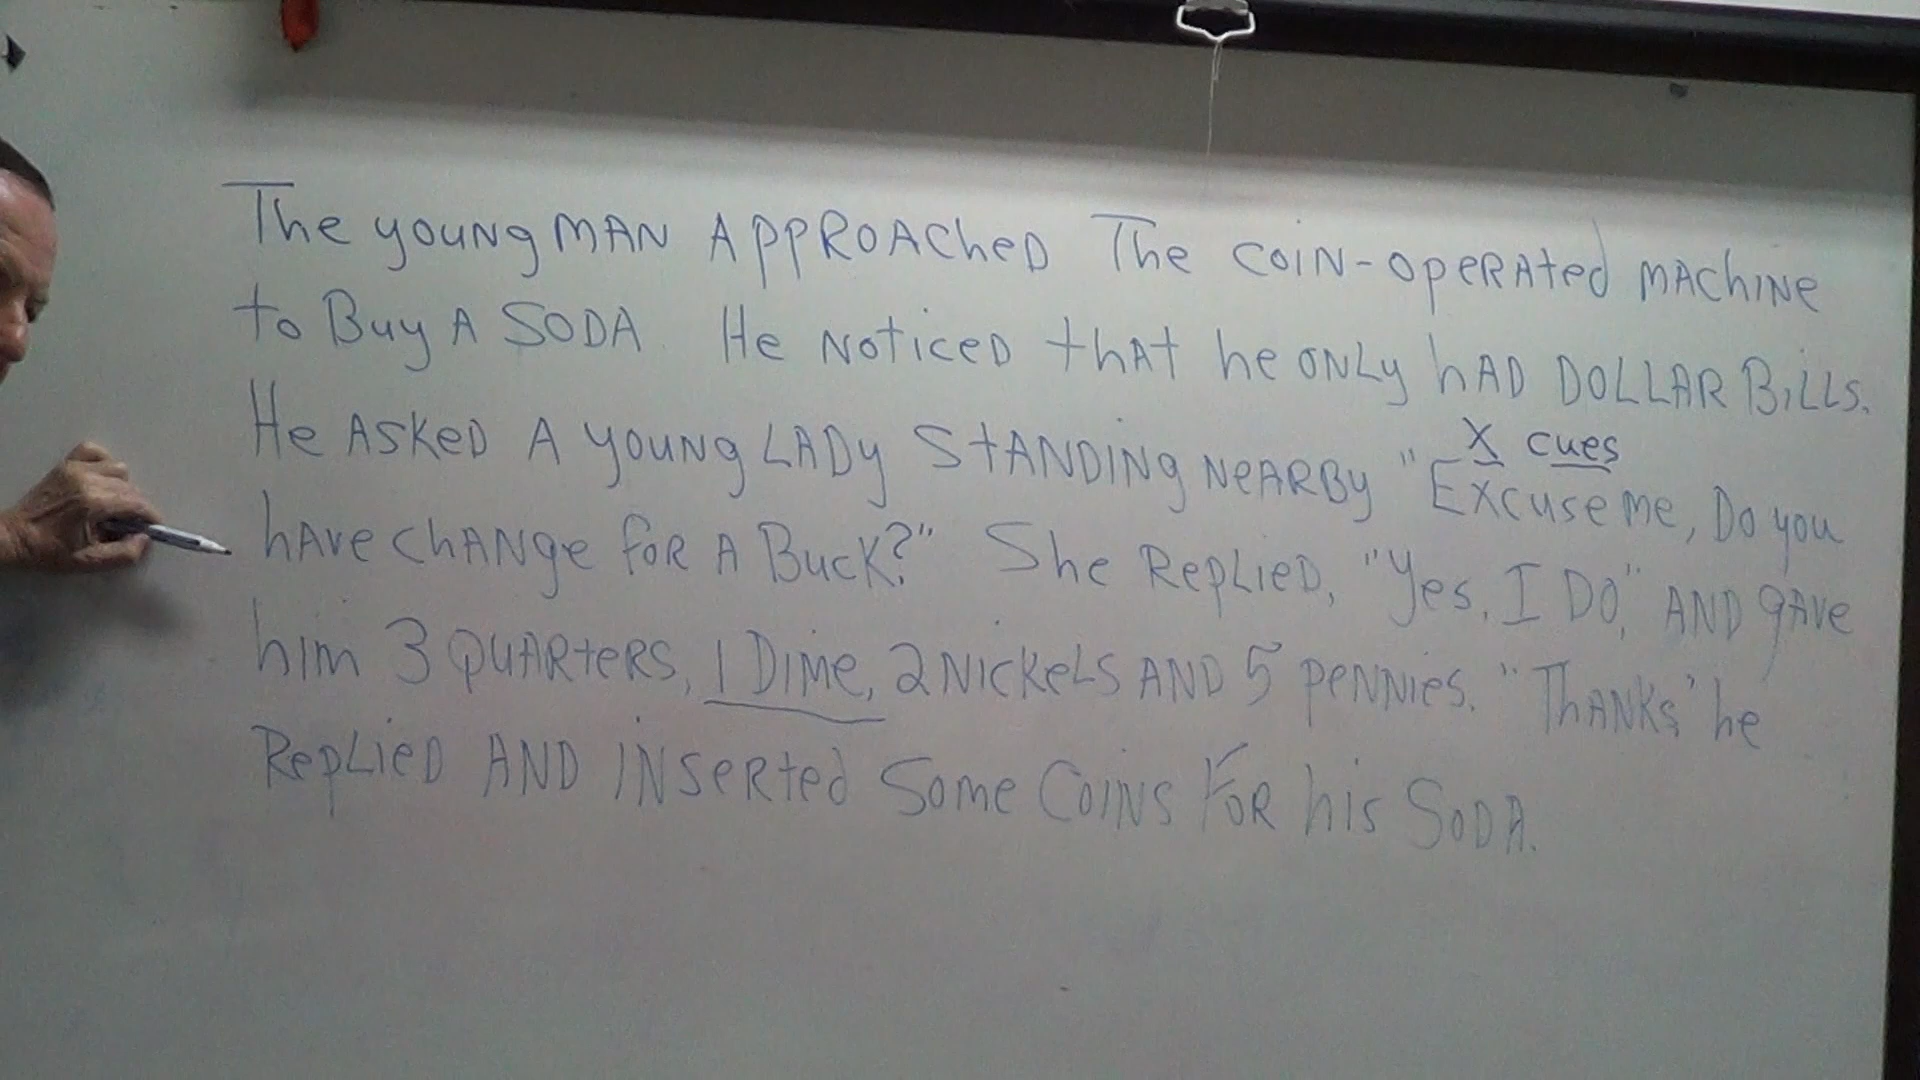 The young MAN APPROACheD The COIN-OpeRAted MAChiNe
to Buy A SODA He NoticeD thAt he ONLy hAD DOLLAR BiLLS.
X cues
He ASkeD A youNg LADy StANDiNg NeARBy "Excuse me, Do you
hAve chANge foR A Buck?" She RepLieD, "Yes, I DO," AND gAve
him 3 QUARteRS, 1 Dime, 2 NickeLS AND 5 peNNies. "ThANKS" he
RepLieD AND iNseRted Some CoiNS FoR his SoDA.